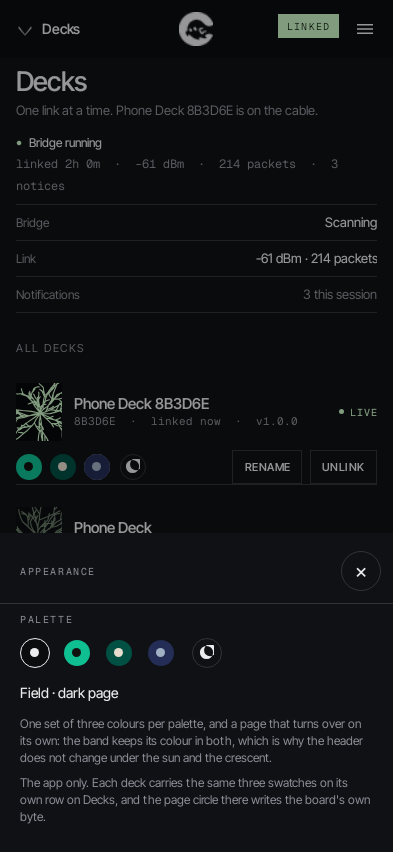 Decks
LINKED
Decks
One link at a time. Phone Deck 8B3D6E is on the cable.
Bridge running
linked 2h 0m · -61 dBm · 214 packets · 3
notices
Bridge Scanning
Link -61 dBm · 214 packets
Notifications 3 this session
ALL DECKS
Phone Deck 8B3D6E
8B3D6E · linked now · v1.0.0
LIVE
RENAME UNLINK
Phone Deck
APPEARANCE
PALETTE
Field · dark page
One set of three colours per palette, and a page that turns over on
its own: the band keeps its colour in both, which is why the header
does not change under the sun and the crescent.
The app only. Each deck carries the same three swatches on its
own row on Decks, and the page circle there writes the board's own
byte.